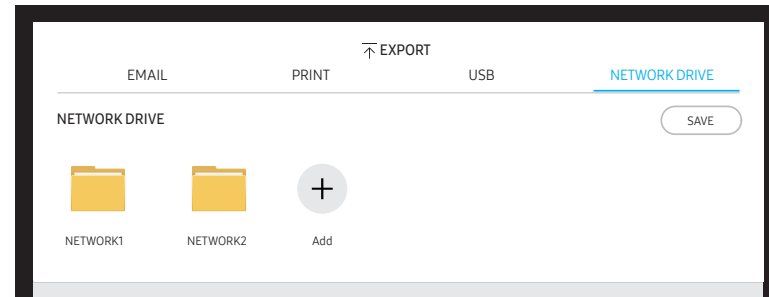 EXPORT
EMAIL PRINT USB NETWORK DRIVE
NETWORK DRIVE SAVE
NETWORK1 NETWORK2 Add